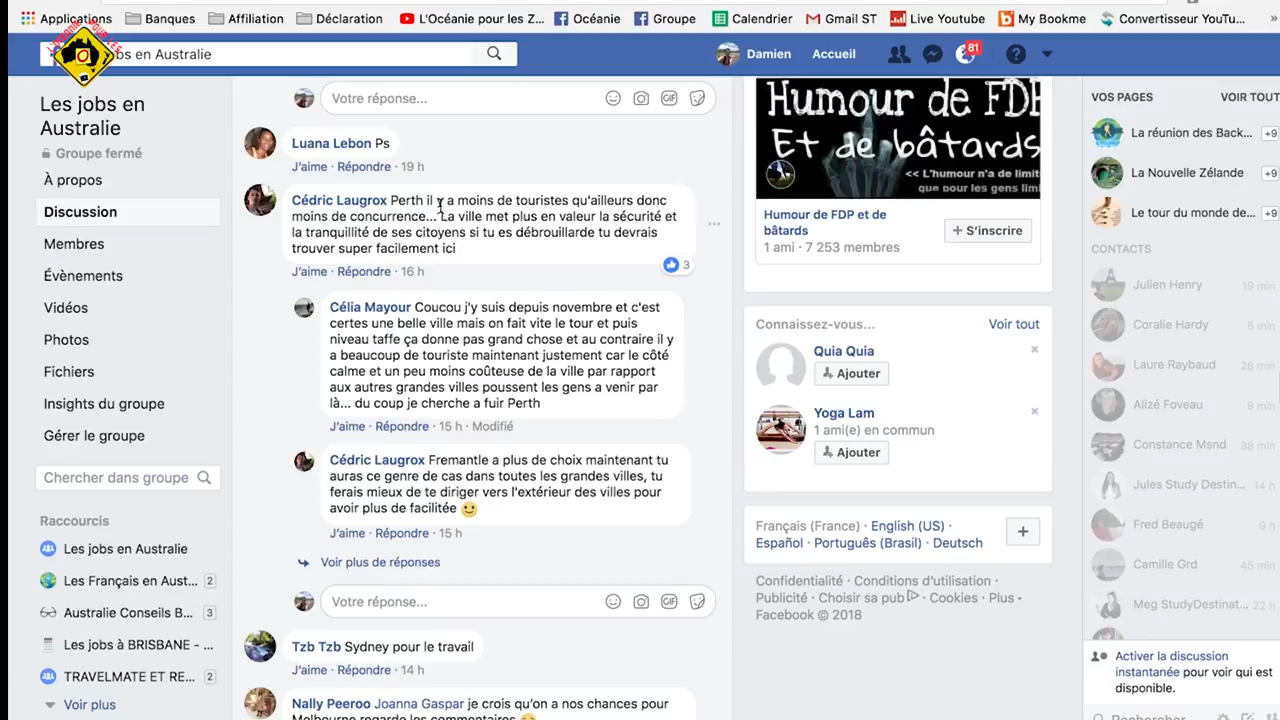 Applications
Banques
Affiliation
Déclaration
L'Océanie pour les Z...
Océanie
Groupe
Calendrier
Gmail ST
Live Youtube
My Bookme
Convertisseur YouTu...
»
bs en Australie
Damien
Accueil
81
Les jobs en
Australie
Groupe fermé
À propos
Discussion
Membres
Évènements
Vidéos
Photos
Fichiers
Insights du groupe
Gérer le groupe
Chercher dans groupe
Raccourcis
Les jobs en Australie
Les Français en Aust... 2
Australie Conseils B... 3
Les jobs à BRISBANE - ...
TRAVELMATE ET RE... 2
Voir plus
Votre réponse...
GIF
Luana Lebon Ps
J'aime · Répondre · 19 h
Cédric Laugrox Perth il y a moins de touristes qu'ailleurs donc
moins de concurrence... La ville met plus en valeur la sécurité et
la tranquillité de ses citoyens si tu es débrouillarde tu devrais
trouver super facilement ici
3
J'aime · Répondre · 16 h
Célia Mayour Coucou j'y suis depuis novembre et c'est
certes une belle ville mais on fait vite le tour et puis
niveau taffe ça donne pas grand chose et au contraire il y
a beaucoup de touriste maintenant justement car le côté
calme et un peu moins coûteuse de la ville par rapport
aux autres grandes villes poussent les gens a venir par
là... du coup je cherche a fuir Perth
J'aime · Répondre · 15 h · Modifié
Cédric Laugrox Fremantle a plus de choix maintenant tu
auras ce genre de cas dans toutes les grandes villes, tu
ferais mieux de te diriger vers l'extérieur des villes pour
avoir plus de facilitée
J'aime · Répondre · 15 h
Voir plus de réponses
Votre réponse...
GIF
Tzb Tzb Sydney pour le travail
J'aime · Répondre · 14 h
Nally Peeroo Joanna Gaspar je crois qu'on a nos chances pour
Melbourne regarde les commentaires
Humour de FDP
Et de bâtards
<< L'humour n'a de limit
que pour les gens limi
Humour de FDP et de
bâtards
1 ami · 7 253 membres
+ S'inscrire
Connaissez-vous...
Voir tout
Quia Quia
Ajouter
Yoga Lam
1 ami(e) en commun
Ajouter
Français (France) · English (US) ·
Español · Português (Brasil) · Deutsch
Confidentialité · Conditions d'utilisation ·
Publicité · Choisir sa pub · Cookies · Plus
Facebook © 2018
VOS PAGES
VOIR TOUT
La réunion des Back... +9
La Nouvelle Zélande +9
Le tour du monde de... +9
CONTACTS
Julien Henry 19 min
Coralie Hardy 5 min
Laure Raybaud 28 min
Alizé Foveau 9 min
Constance Msnd 38 min
Jules Study Destin... 14 h
Fred Beaugé 9 h
Camille Grd 45 min
Meg StudyDestinat... 22 h
Activer la discussion
instantanée pour voir qui est
disponible.
Rechercher